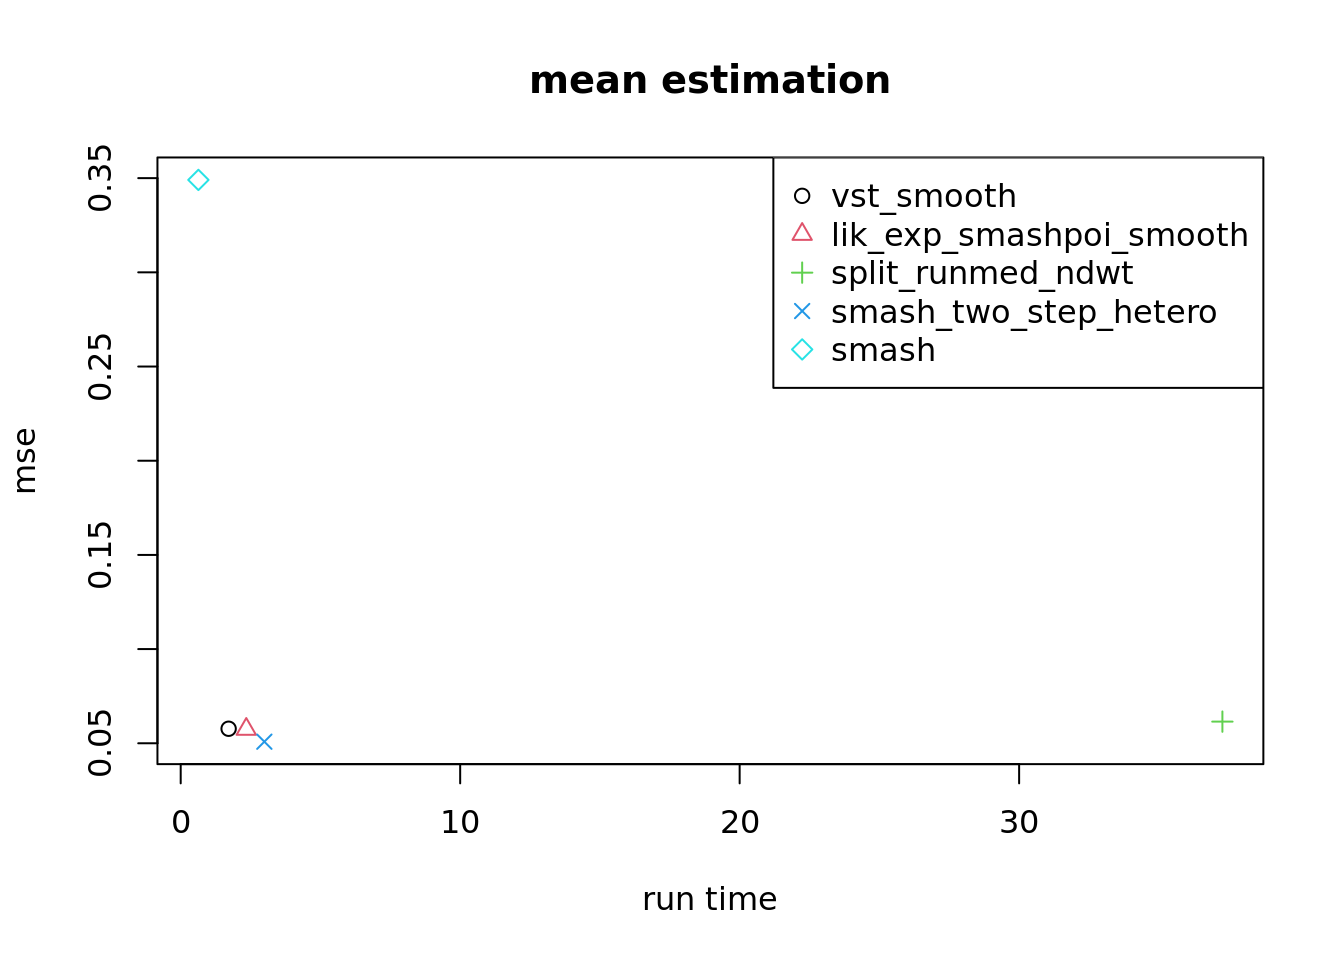 mean estimation
0.35
0.25
0.15
0.05
mse
vst_smooth
lik_exp_smashpoi_smooth
split_runmed_ndwt
smash_two_step_hetero
smash
0 10 20 30
run time